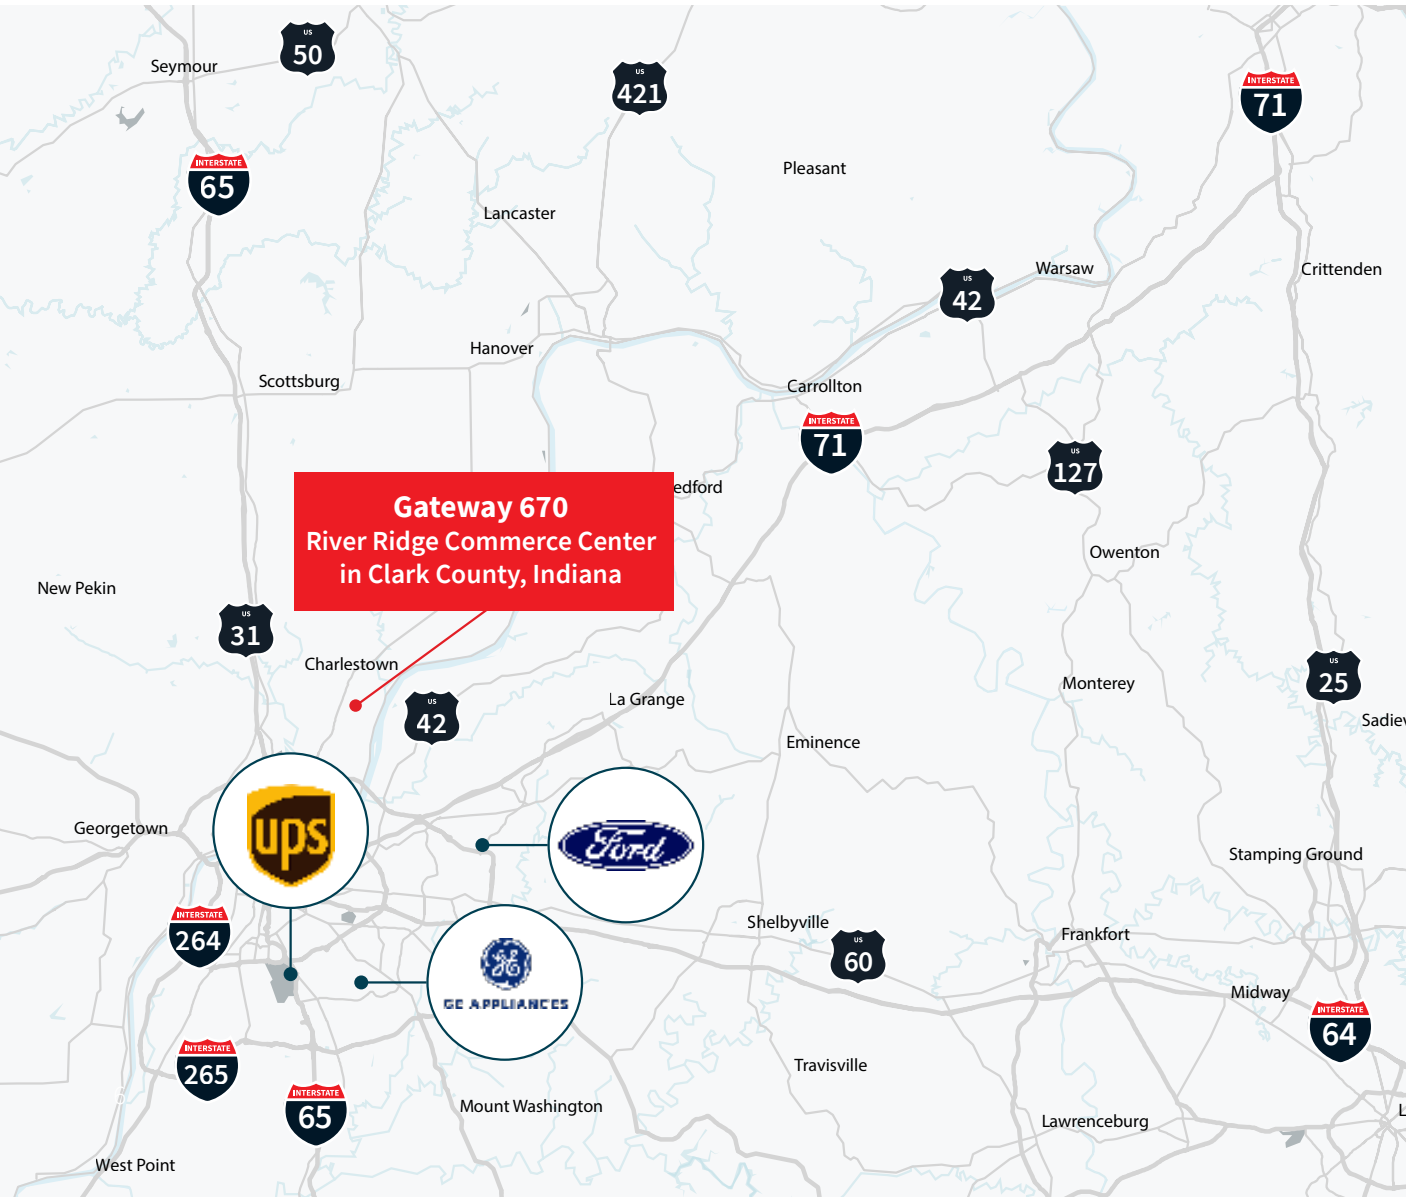 US
50
Seymour
US
421
INTERSTATE
71
INTERSTATE
65
Pleasant
Lancaster
Warsaw
Crittenden
US
42
Hanover
Scottsburg
Carrollton
INTERSTATE
71
US
127
edford
Gateway 670
River Ridge Commerce Center
in Clark County, Indiana
Owenton
New Pekin
US
31
Charlestown
US
42
La Grange
Monterey
US
25
Sadiev
Eminence
ups
Georgetown
Ford
Stamping Ground
INTERSTATE
264
Shelbyville
US
60
Frankfort
GE
GE APPLIANCES
Midway
INTERSTATE
64
INTERSTATE
265
Travisville
INTERSTATE
65
Mount Washington
Lawrenceburg
L
West Point